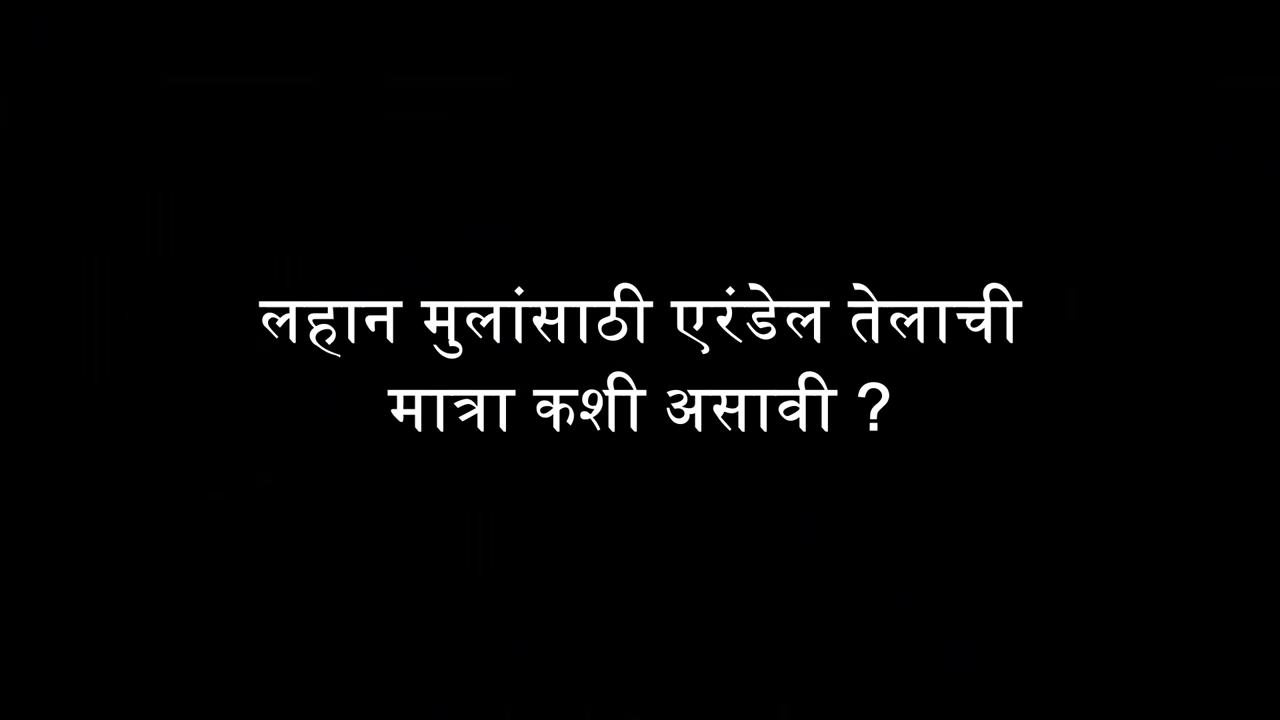 लहान मुलांसाठी एरंडेल तेलाची
मात्रा कशी असावी ?